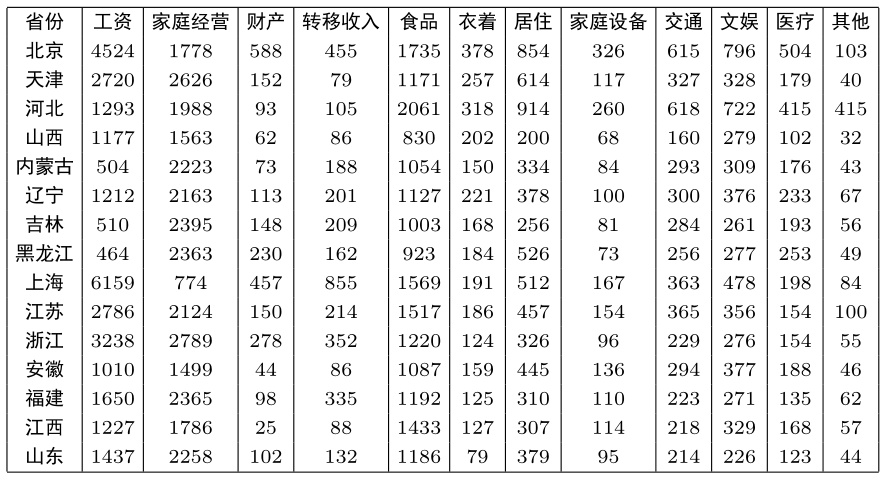 省份 工资 家庭经营 财产 转移收入 食品 衣着 居住 家庭设备 交通 文娱 医疗 其他
北京 4524 1778 588 455 1735 378 854 326 615 796 504 103
天津 2720 2626 152 79 1171 257 614 117 327 328 179 40
河北 1293 1988 93 105 2061 318 914 260 618 722 415 415
山西 1177 1563 62 86 830 202 200 68 160 279 102 32
内蒙古 504 2223 73 188 1054 150 334 84 293 309 176 43
辽宁 1212 2163 113 201 1127 221 378 100 300 376 233 67
吉林 510 2395 148 209 1003 168 256 81 284 261 193 56
黑龙江 464 2363 230 162 923 184 526 73 256 277 253 49
上海 6159 774 457 855 1569 191 512 167 363 478 198 84
江苏 2786 2124 150 214 1517 186 457 154 365 356 154 100
浙江 3238 2789 278 352 1220 124 326 96 229 276 154 55
安徽 1010 1499 44 86 1087 159 445 136 294 377 188 46
福建 1650 2365 98 335 1192 125 310 110 223 271 135 62
江西 1227 1786 25 88 1433 127 307 114 218 329 168 57
山东 1437 2258 102 132 1186 79 379 95 214 226 123 44